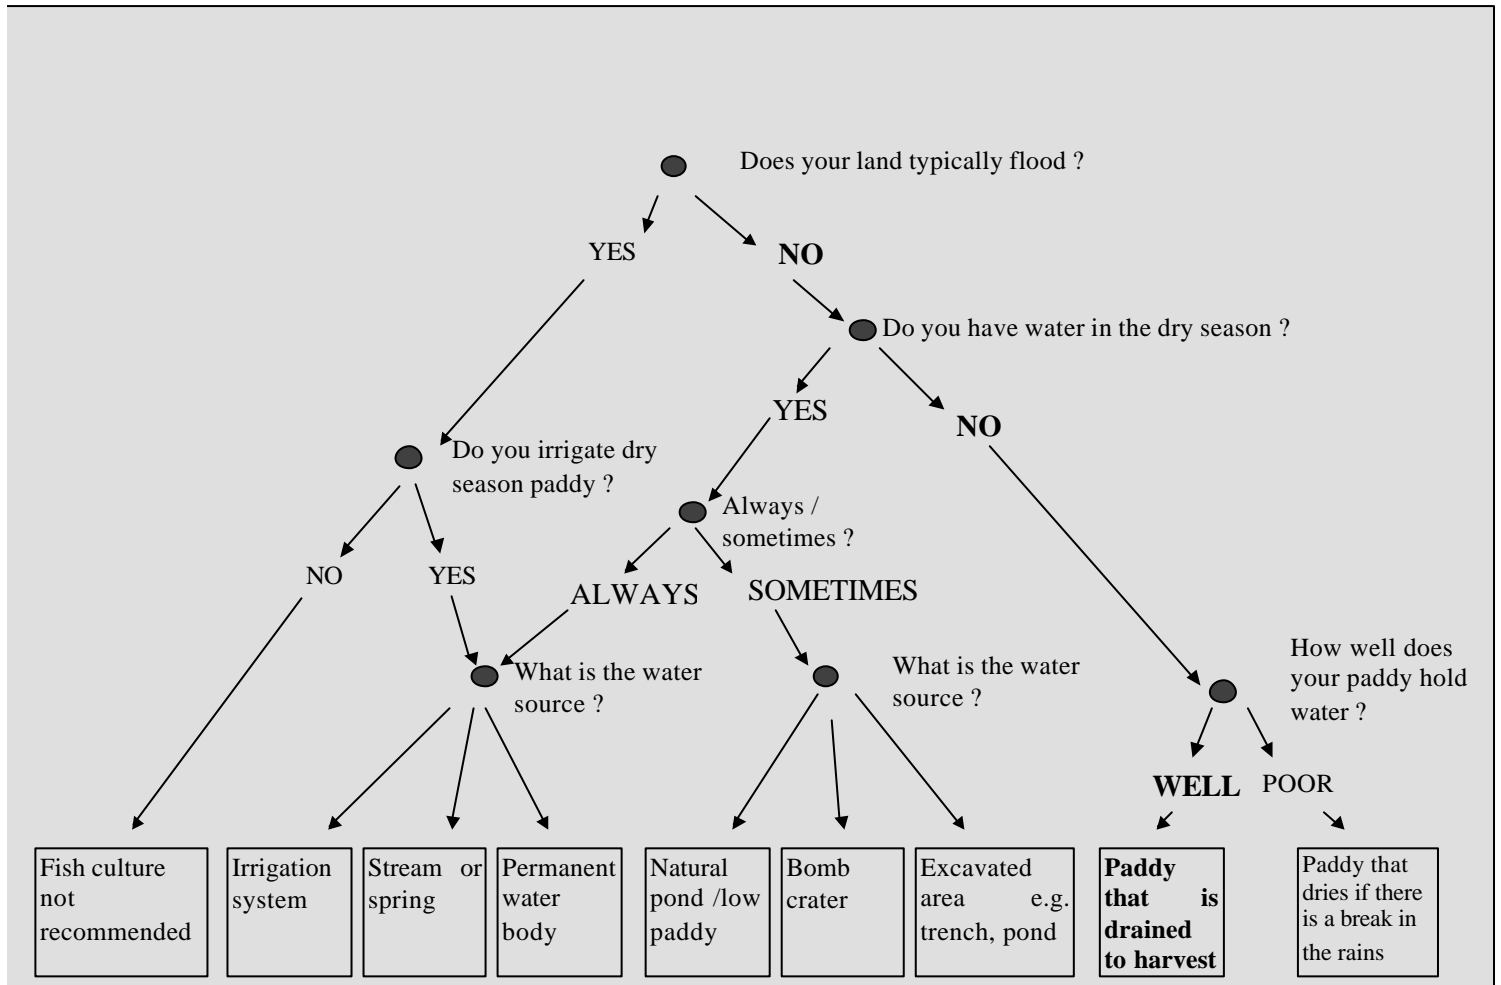 Does your land typically flood ?
YES
NO
Do you have water in the dry season ?
YES
NO
Do you irrigate dry
season paddy ?
Always /
sometimes ?
NO
YES
ALWAYS
SOMETIMES
What is the water
source ?
What is the water
source ?
How well does
your paddy hold
water ?
WELL
POOR
Fish culture
not
recommended
Irrigation
system
Stream or
spring
Permanent
water
body
Natural
pond /low
paddy
Bomb
crater
Excavated
area e.g.
trench, pond
Paddy
that is
drained
to harvest
Paddy that
dries if there
is a break in
the rains